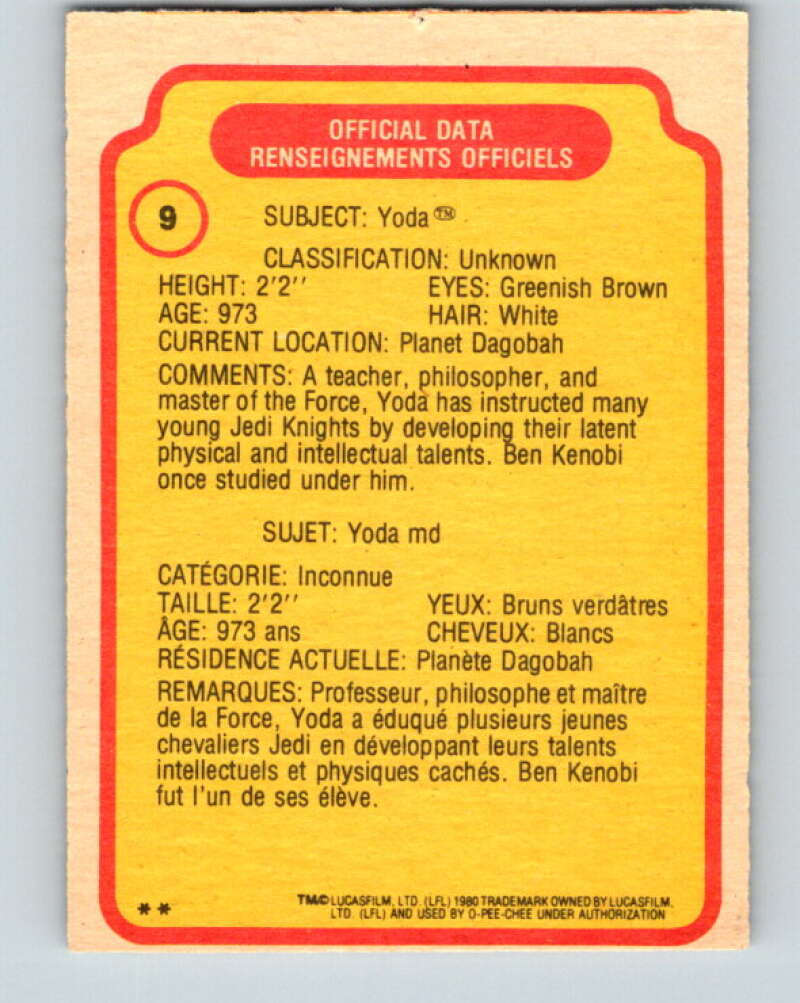 OFFICIAL DATA
RENSEIGNEMENTS OFFICIELS
9
SUBJECT: Yoda™
CLASSIFICATION: Unknown
HEIGHT: 2'2'' EYES: Greenish Brown
AGE: 973 HAIR: White
CURRENT LOCATION: Planet Dagobah
COMMENTS: A teacher, philosopher, and
master of the Force, Yoda has instructed many
young Jedi Knights by developing their latent
physical and intellectual talents. Ben Kenobi
once studied under him.
SUJET: Yoda md
CATÉGORIE: Inconnue
TAILLE: 2'2'' YEUX: Bruns verdâtres
ÂGE: 973 ans CHEVEUX: Blancs
RÉSIDENCE ACTUELLE: Planète Dagobah
REMARQUES: Professeur, philosophe et maître
de la Force, Yoda a éduqué plusieurs jeunes
chevaliers Jedi en développant leurs talents
intellectuels et physiques cachés. Ben Kenobi
fut l'un de ses élève.
** TM©LUCASFILM, LTD. (LFL) 1980 TRADEMARK OWNED BY LUCASFILM,
LTD. (LFL) AND USED BY O-PEE-CHEE UNDER AUTHORIZATION